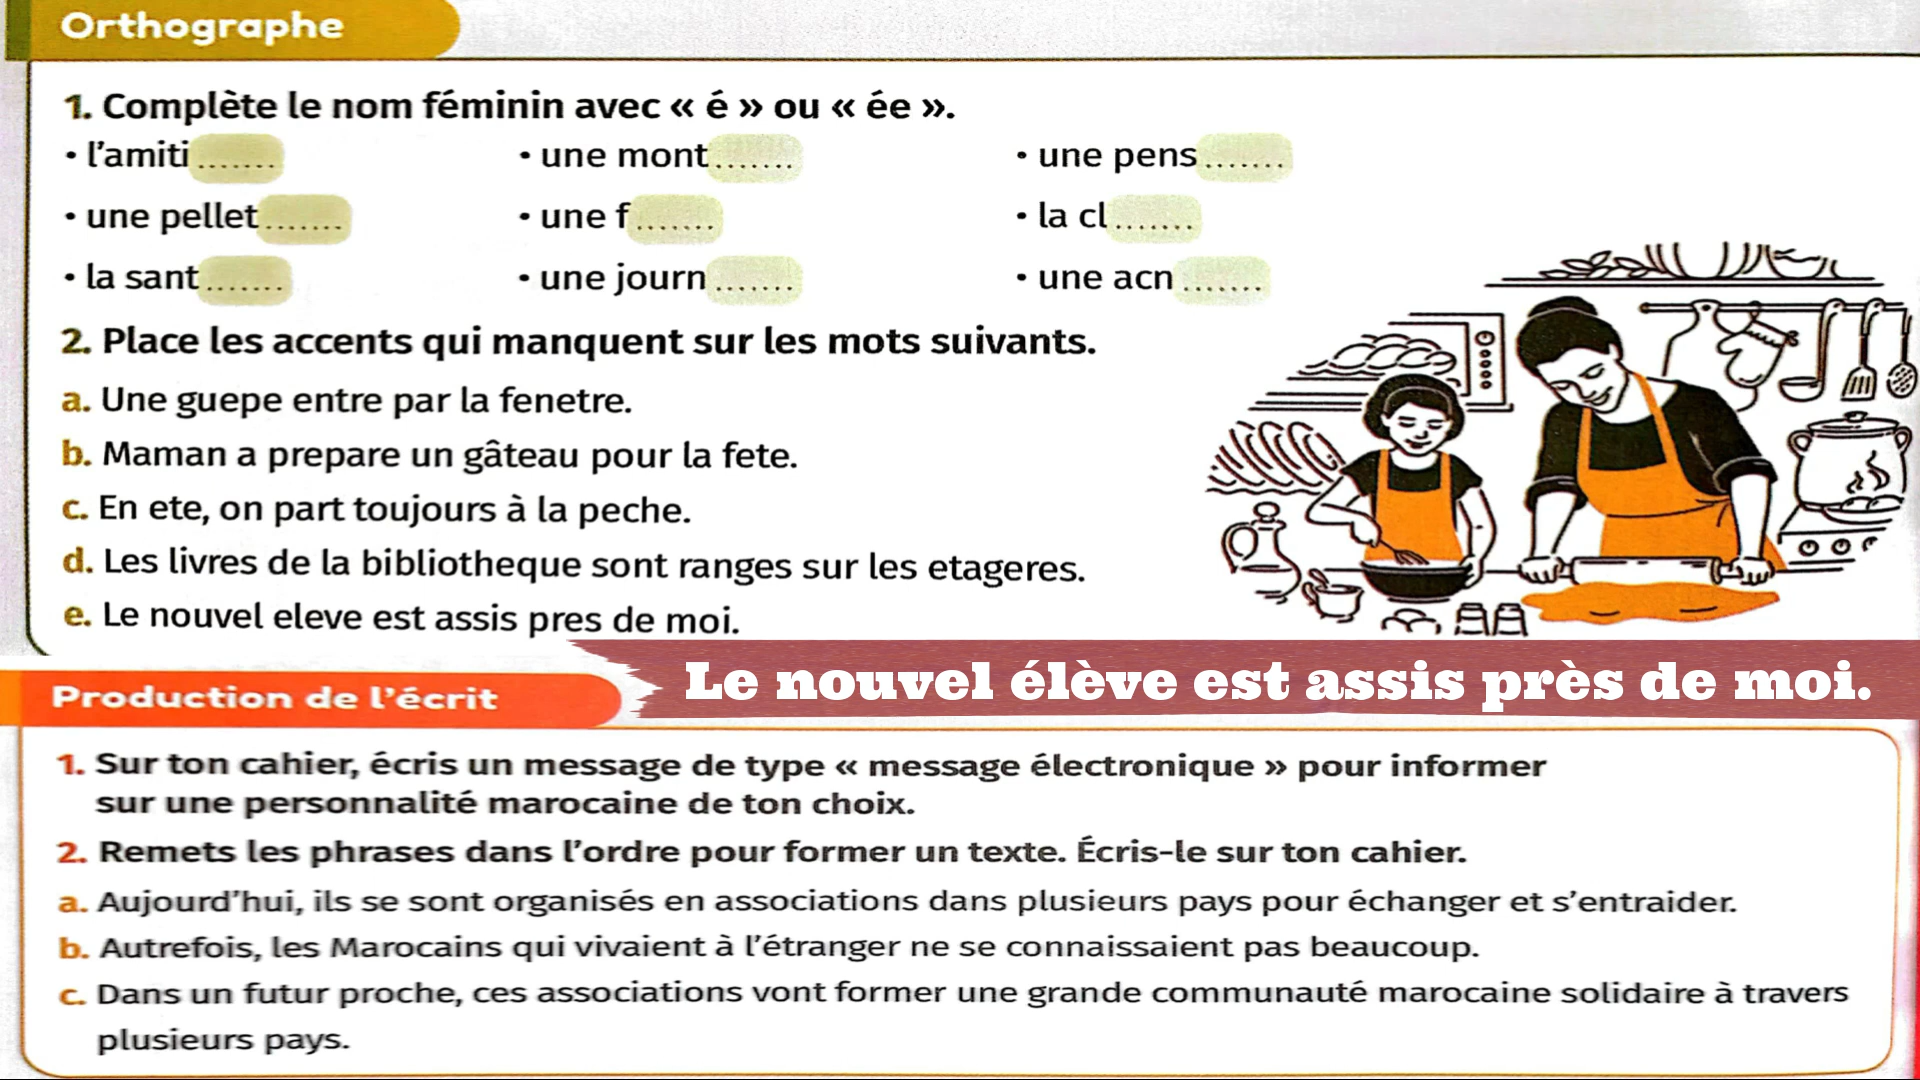 Orthographe
1. Complète le nom féminin avec « é » ou « ée ».
• l'amiti ....... • une mont ....... • une pens .......
• une pellet ....... • une f ....... • la cl .......
• la sant ....... • une journ ....... • une acn .......
2. Place les accents qui manquent sur les mots suivants.
a. Une guepe entre par la fenetre.
b. Maman a prepare un gâteau pour la fete.
c. En ete, on part toujours à la peche.
d. Les livres de la bibliotheque sont ranges sur les etageres.
e. Le nouvel eleve est assis pres de moi.
Le nouvel élève est assis près de moi.
Production de l'écrit
1. Sur ton cahier, écris un message de type « message électronique » pour informer
sur une personnalité marocaine de ton choix.
2. Remets les phrases dans l'ordre pour former un texte. Écris-le sur ton cahier.
a. Aujourd'hui, ils se sont organisés en associations dans plusieurs pays pour échanger et s'entraider.
b. Autrefois, les Marocains qui vivaient à l'étranger ne se connaissaient pas beaucoup.
c. Dans un futur proche, ces associations vont former une grande communauté marocaine solidaire à travers
plusieurs pays.